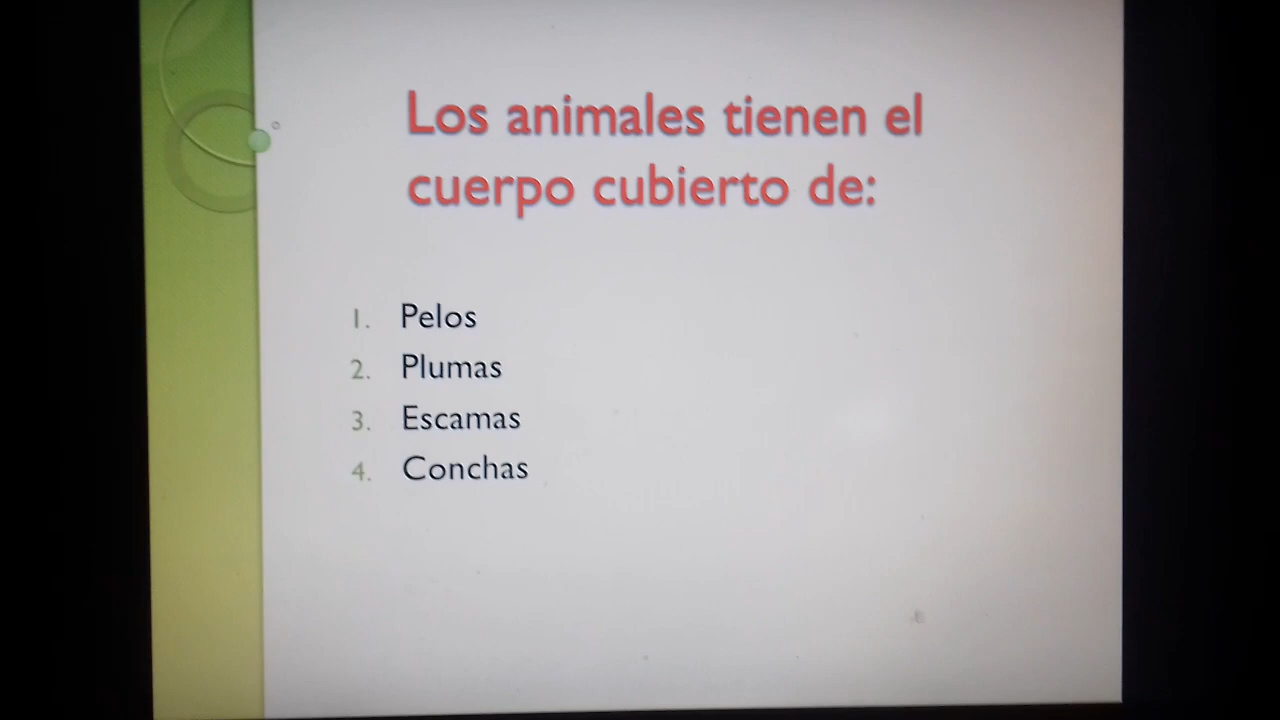 Los animales tienen el
cuerpo cubierto de:
1. Pelos
2. Plumas
3. Escamas
4. Conchas